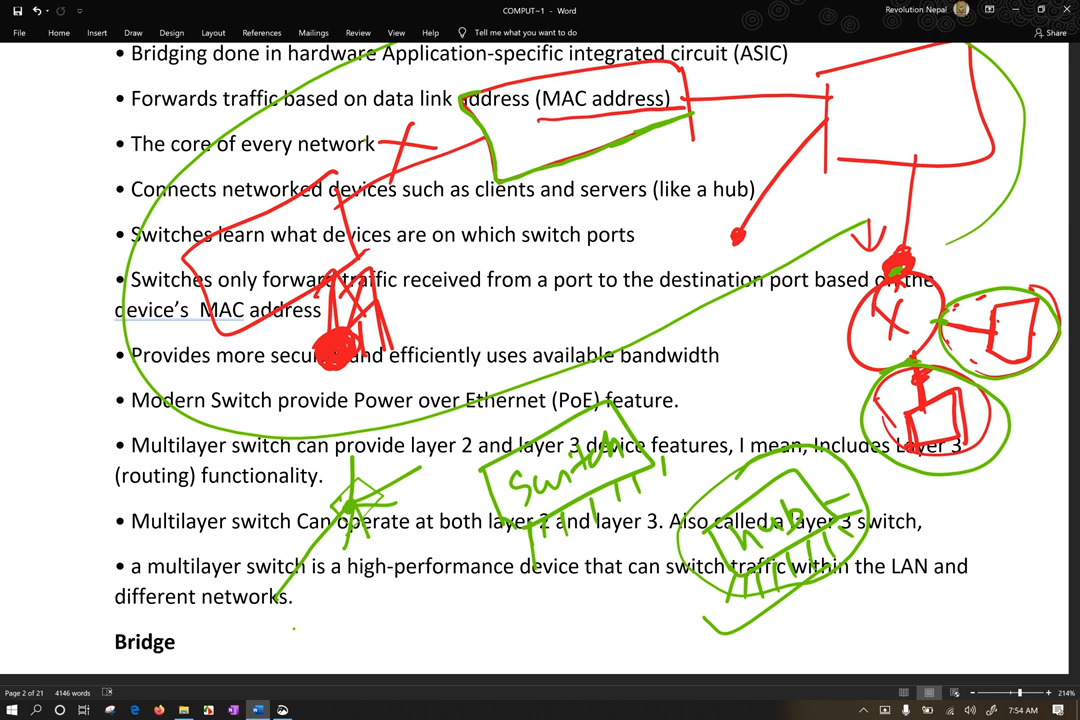 COMPUT~1 - Word
Revolution Nepal
File Home Insert Draw Design Layout References Mailings Review View Help Tell me what you want to do Share
• Bridging done in hardware Application-specific integrated circuit (ASIC)
• Forwards traffic based on data link address (MAC address)
• The core of every network
• Connects networked devices such as clients and servers (like a hub)
• Switches learn what devices are on which switch ports
• Switches only forward traffic received from a port to the destination port based on the
device’s MAC address
• Provides more security and efficiently uses available bandwidth
• Modern Switch provide Power over Ethernet (PoE) feature.
• Multilayer switch can provide layer 2 and layer 3 device features, I mean, Includes Layer 3
(routing) functionality.
Switch
• Multilayer switch Can operate at both layer 2 and layer 3. Also called a layer 3 switch,
hub
• a multilayer switch is a high-performance device that can switch traffic within the LAN and
different networks.
Bridge
Page 2 of 21 4146 words 214%
7:54 AM